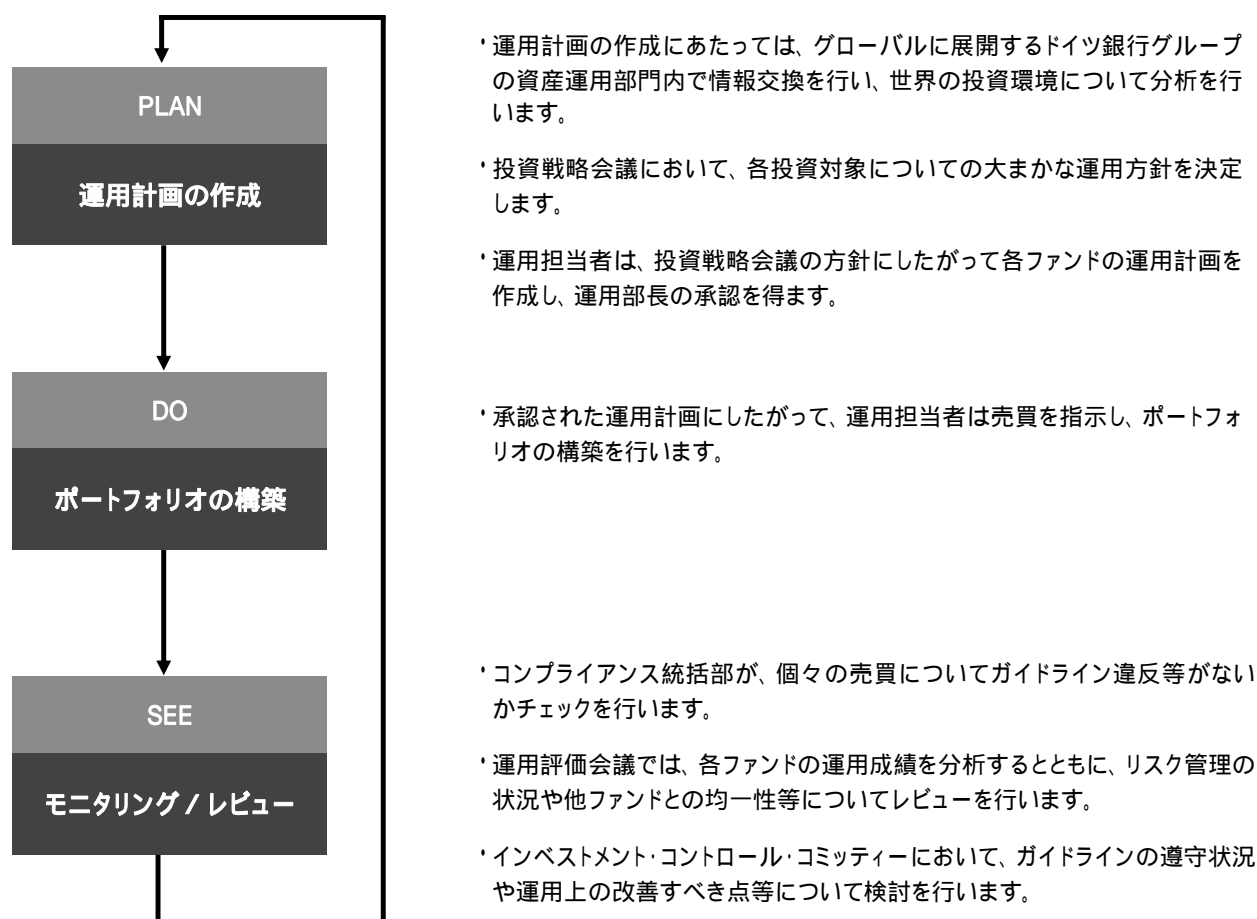 PLAN
運用計画の作成
・運用計画の作成にあたっては、グローバルに展開するドイツ銀行グループ
の資産運用部門内で情報交換を行い、世界の投資環境について分析を行
います。
・投資戦略会議において、各投資対象についての大まかな運用方針を決定
します。
・運用担当者は、投資戦略会議の方針にしたがって各ファンドの運用計画を
作成し、運用部長の承認を得ます。
DO
ポートフォリオの構築
・承認された運用計画にしたがって、運用担当者は売買を指示し、ポートフォ
リオの構築を行います。
SEE
モニタリング / レビュー
・コンプライアンス統括部が、個々の売買についてガイドライン違反等がない
かチェックを行います。
・運用評価会議では、各ファンドの運用成績を分析するとともに、リスク管理の
状況や他ファンドとの均一性等についてレビューを行います。
・インベストメント・コントロール・コミッティーにおいて、ガイドラインの遵守状況
や運用上の改善すべき点等について検討を行います。